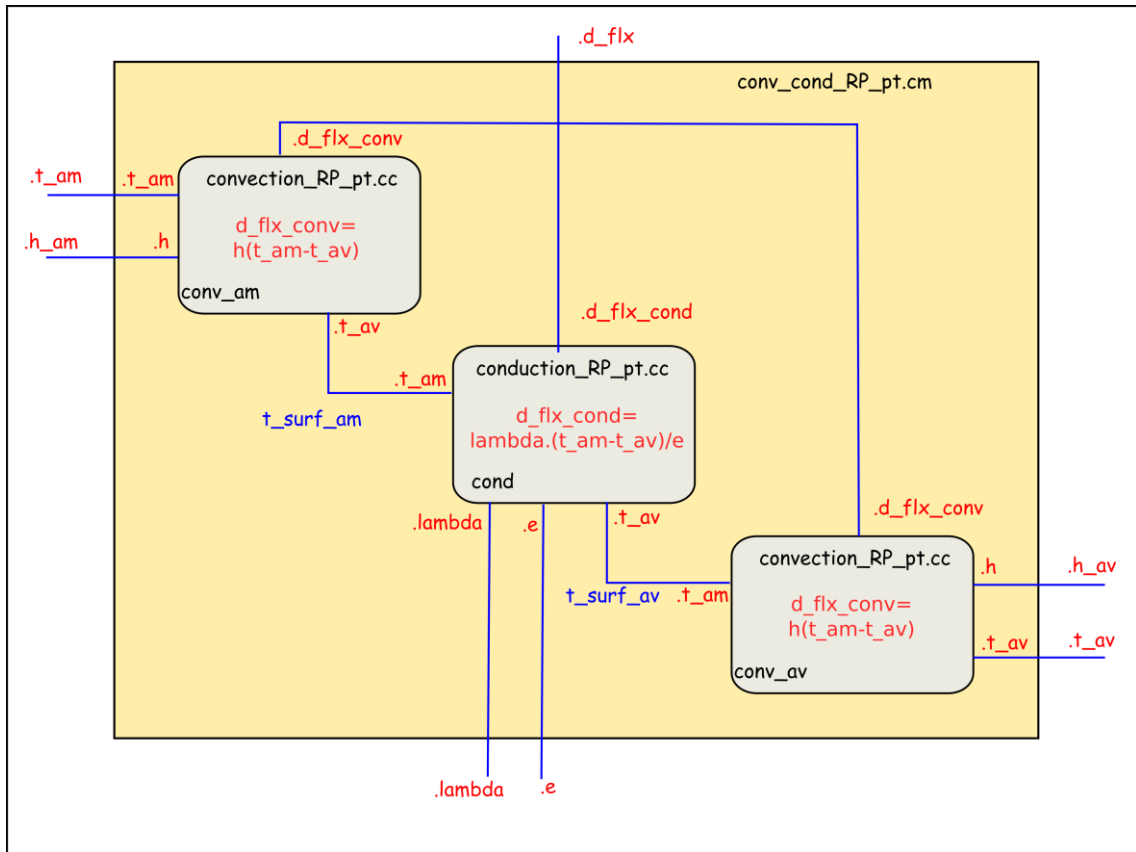 .d_flx
conv_cond_RP_pt.cm
.d_flx_conv
.t_am
.t_am
convection_RP_pt.cc
d_flx_conv=
h(t_am-t_av)
.h_am
.h
conv_am
.t_av
.d_flx_cond
.t_am
conduction_RP_pt.cc
t_surf_am
d_flx_cond=
lambda.(t_am-t_av)/e
cond
.lambda
.e
.t_av
.d_flx_conv
t_surf_av
.t_am
convection_RP_pt.cc
.h
.h_av
d_flx_conv=
h(t_am-t_av)
.t_av
.t_av
conv_av
.lambda
.e